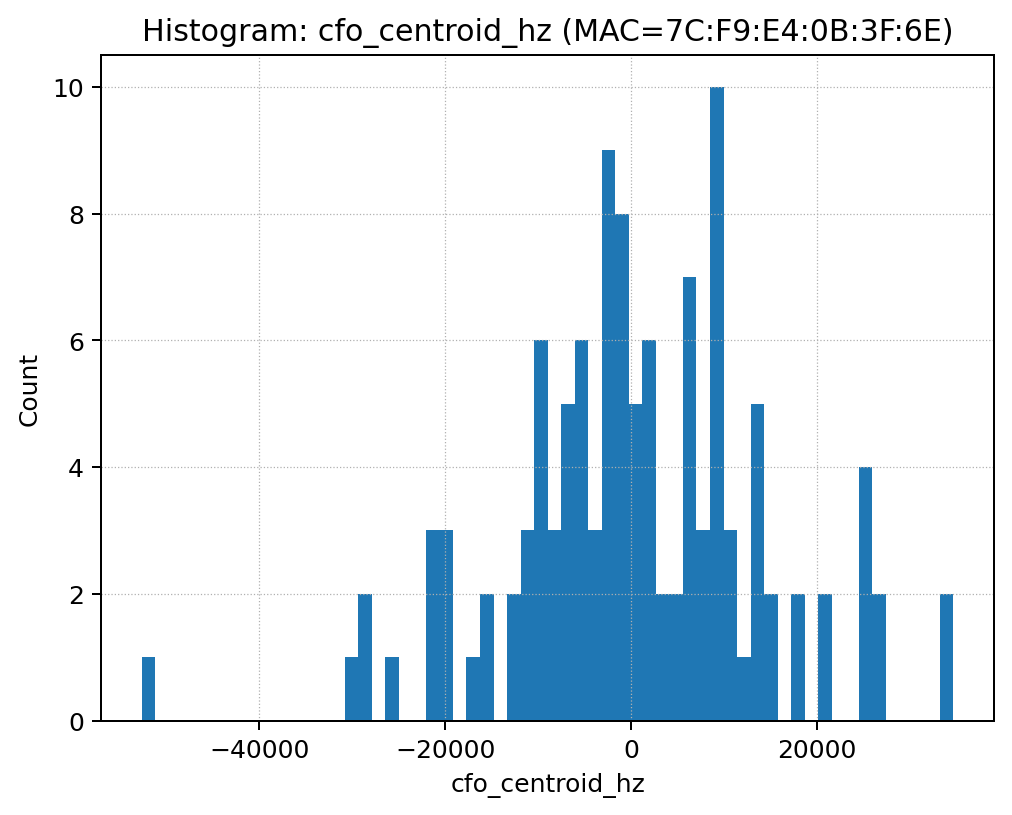 Histogram: cfo_centroid_hz (MAC=7C:F9:E4:0B:3F:6E)
10
8
6
4
2
0
Count
−40000 −20000 0 20000
cfo_centroid_hz